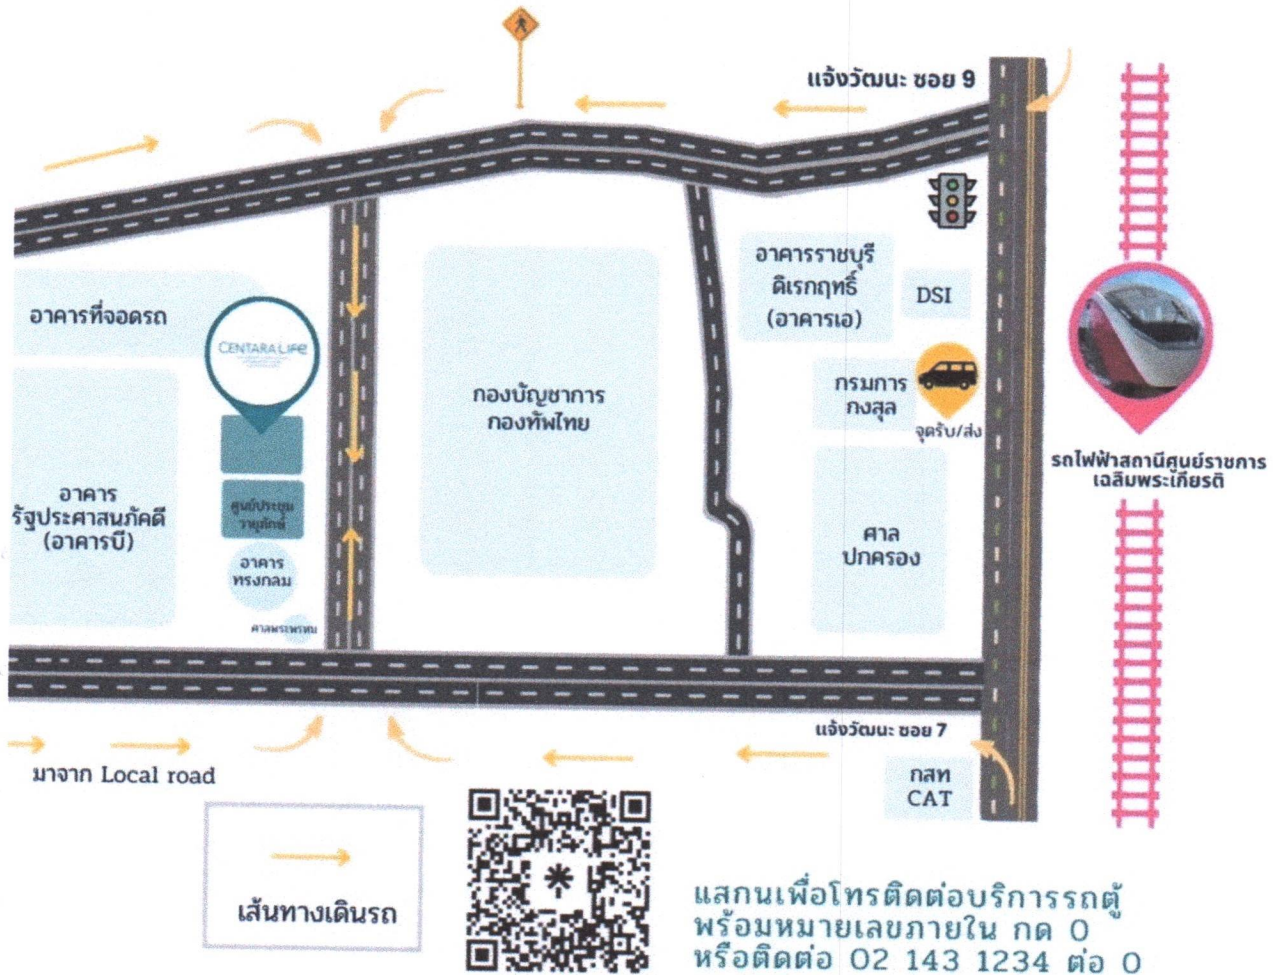 แจ้งวัฒนะ ซอย 9
อาคารราชบุรี
ดิเรกฤทธิ์
(อาคารเอ)
DSI
อาคารที่จอดรถ
CENTARA LIFE
กองบัญชาการ
กองทัพไทย
กรมการ
กงสุล
จุดรับ/ส่ง
รถไฟฟ้าสถานีศูนย์ราชการ
เฉลิมพระเกียรติ
อาคาร
รัฐประศาสนภักดี
(อาคารบี)
ศูนย์ประชุม
วายุภักษ์
อาคาร
ทรงกลม
ศาล
ปกครอง
ศาลพระพรหม
แจ้งวัฒนะ ซอย 7
มาจาก Local road
กสท
CAT
เส้นทางเดินรถ
แสกนเพื่อโทรติดต่อบริการรถตู้
พร้อมหมายเลขภายใน กด 0
หรือติดต่อ 02 143 1234 ต่อ 0